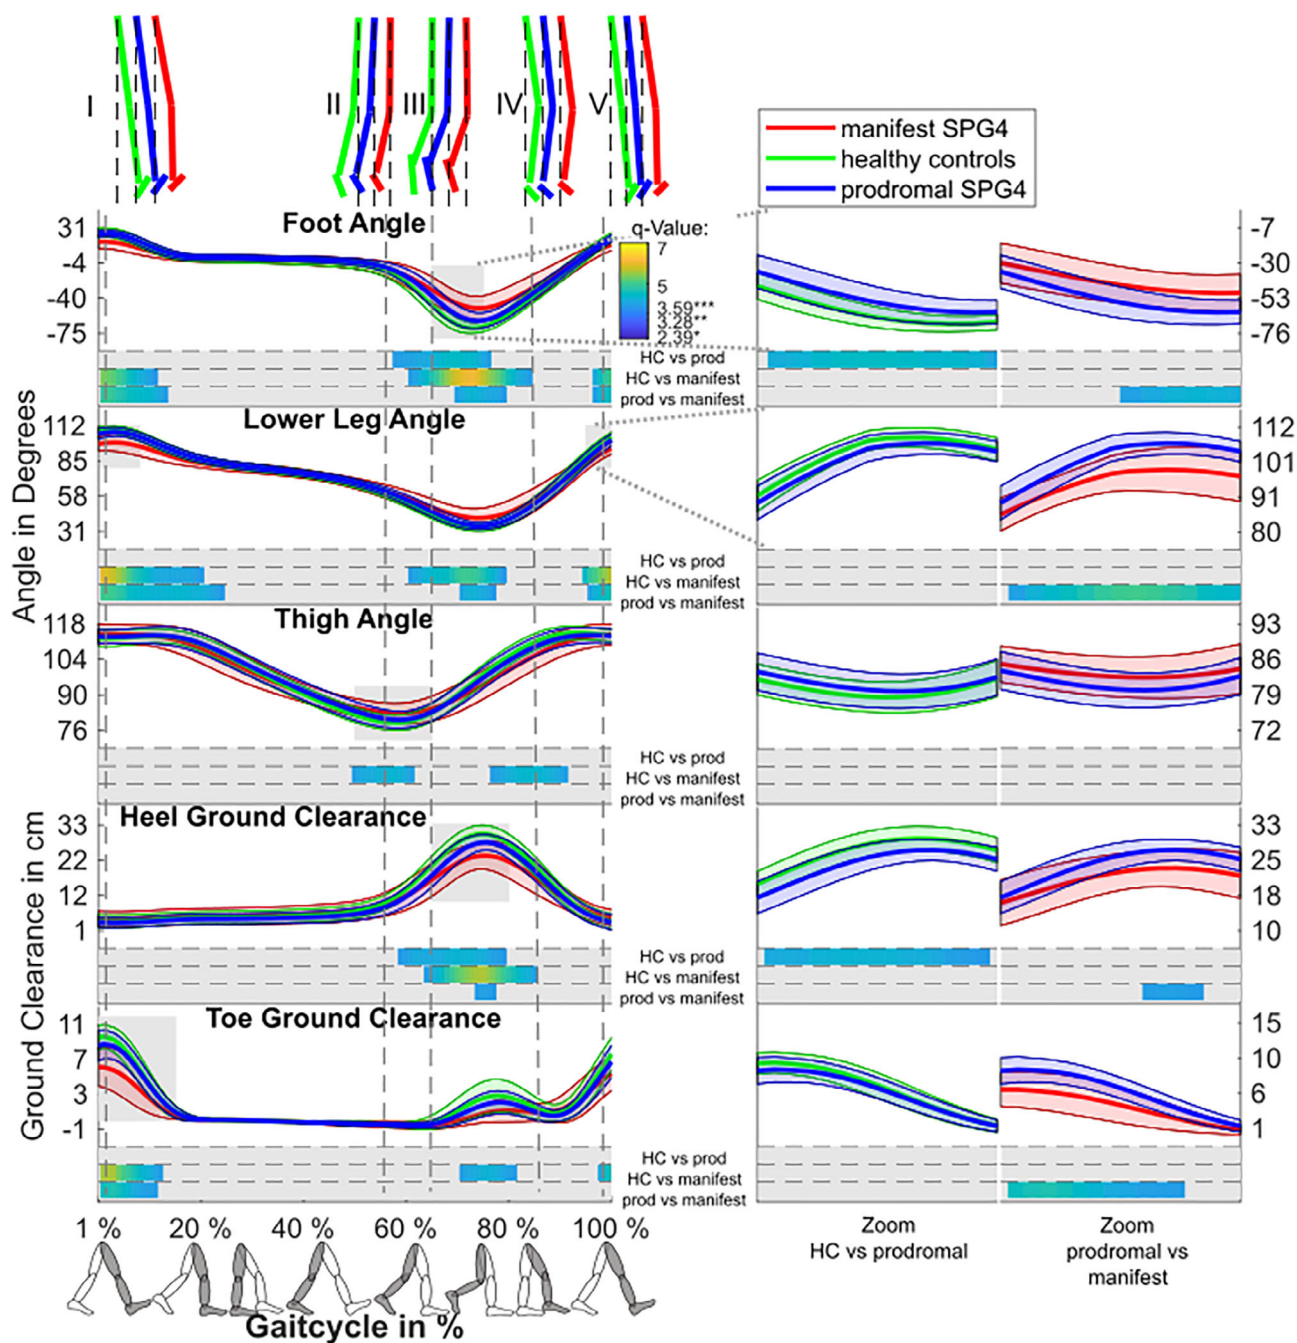 I
II
III
IV
V
manifest SPG4
healthy controls
prodromal SPG4
Foot Angle
q-Value:
7
5
3.59***
3.28**
2.39*
31
-4
-40
-75
-7
-30
-53
-76
HC vs prod
HC vs manifest
prod vs manifest
Angle in Degrees
Lower Leg Angle
112
85
58
31
112
101
91
80
HC vs prod
HC vs manifest
prod vs manifest
Thigh Angle
118
104
90
76
93
86
79
72
HC vs prod
HC vs manifest
prod vs manifest
Ground Clearance in cm
Heel Ground Clearance
33
22
12
1
33
25
18
10
HC vs prod
HC vs manifest
prod vs manifest
Toe Ground Clearance
11
7
3
-1
15
10
6
1
HC vs prod
HC vs manifest
prod vs manifest
1 % 20 % 40 % 60 % 80 % 100 %
Gaitcycle in %
Zoom
HC vs prodromal
Zoom
prodromal vs
manifest